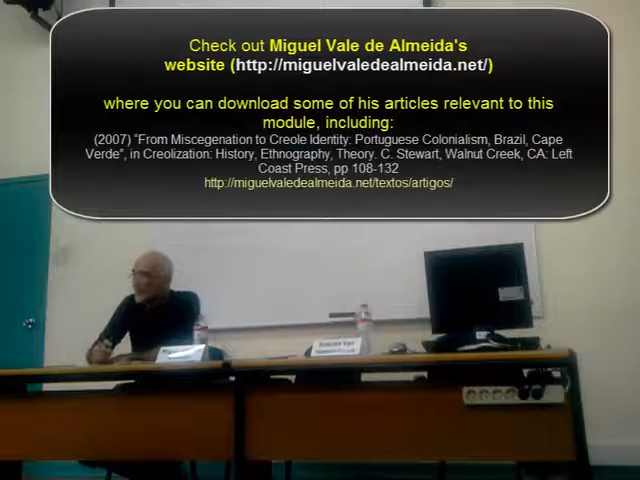 Check out Miguel Vale de Almeida's
website (http://miguelvaledealmeida.net/)
where you can download some of his articles relevant to this
module, including:
(2007) "From Miscegenation to Creole Identity: Portuguese Colonialism, Brazil, Cape
Verde", in Creolization: History, Ethnography, Theory. C. Stewart, Walnut Creek, CA: Left
Coast Press, pp 108-132
http://miguelvaledealmeida.net/textos/artigos/